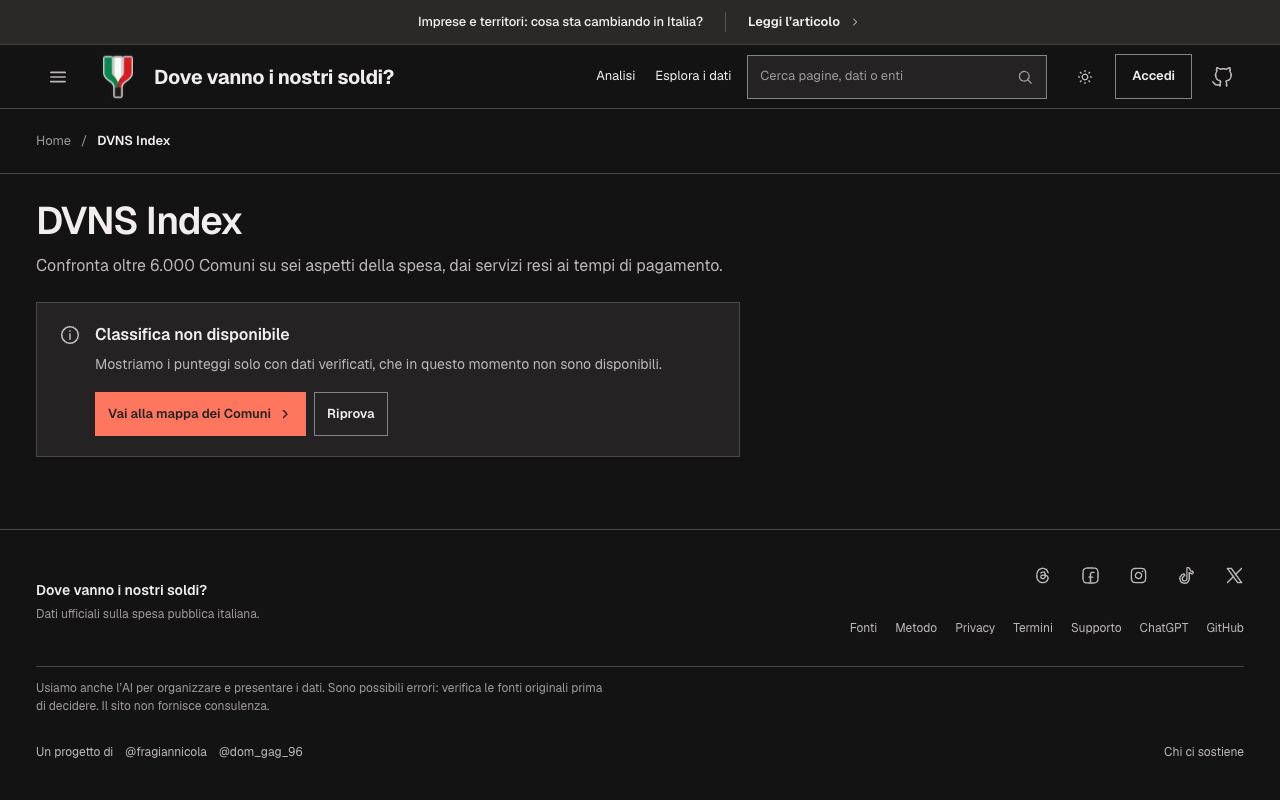 Imprese e territori: cosa sta cambiando in Italia?
Leggi l'articolo
Dove vanno i nostri soldi?
Analisi
Esplora i dati
Cerca pagine, dati o enti
Accedi
Home / DVNS Index
DVNS Index
Confronta oltre 6.000 Comuni su sei aspetti della spesa, dai servizi resi ai tempi di pagamento.
Classifica non disponibile
Mostriamo i punteggi solo con dati verificati, che in questo momento non sono disponibili.
Vai alla mappa dei Comuni
Riprova
Dove vanno i nostri soldi?
Dati ufficiali sulla spesa pubblica italiana.
Fonti
Metodo
Privacy
Termini
Supporto
ChatGPT
GitHub
Usiamo anche l'AI per organizzare e presentare i dati. Sono possibili errori: verifica le fonti originali prima
di decidere. Il sito non fornisce consulenza.
Un progetto di
@fragiannicola
@dom_gag_96
Chi ci sostiene